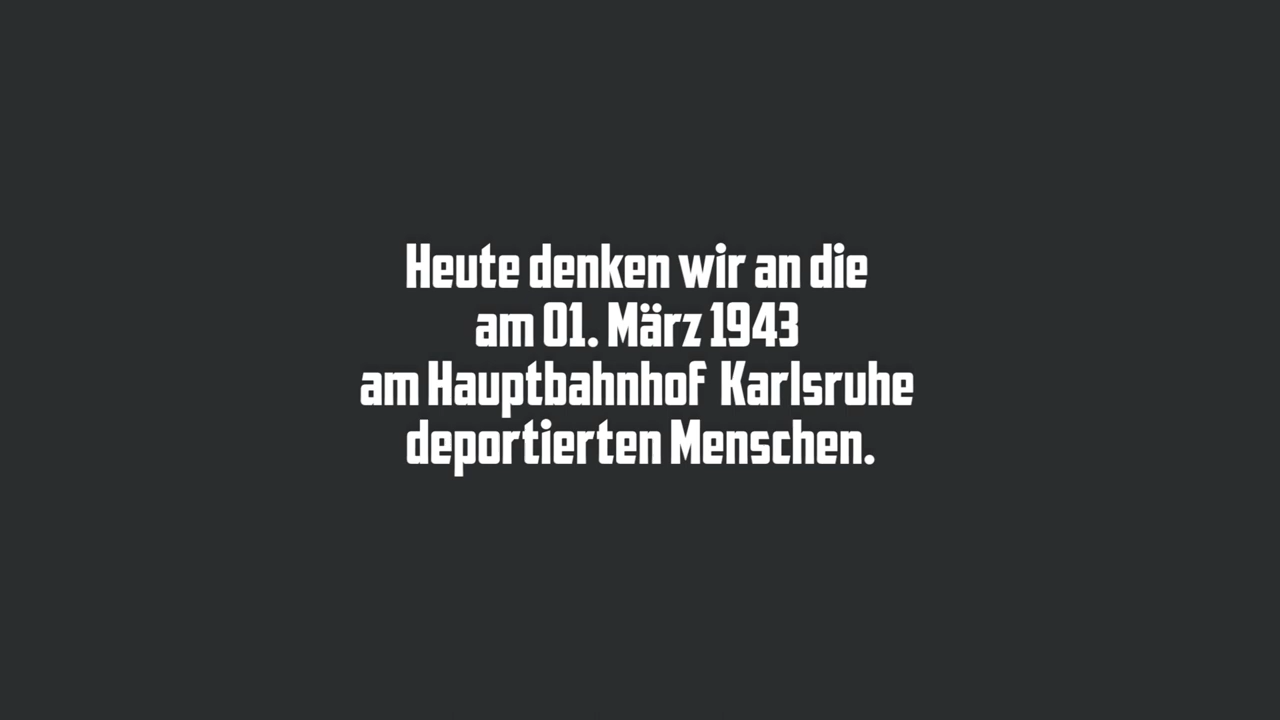 Heute denken wir an die
am 01. März 1943
am Hauptbahnhof Karlsruhe
deportierten Menschen.